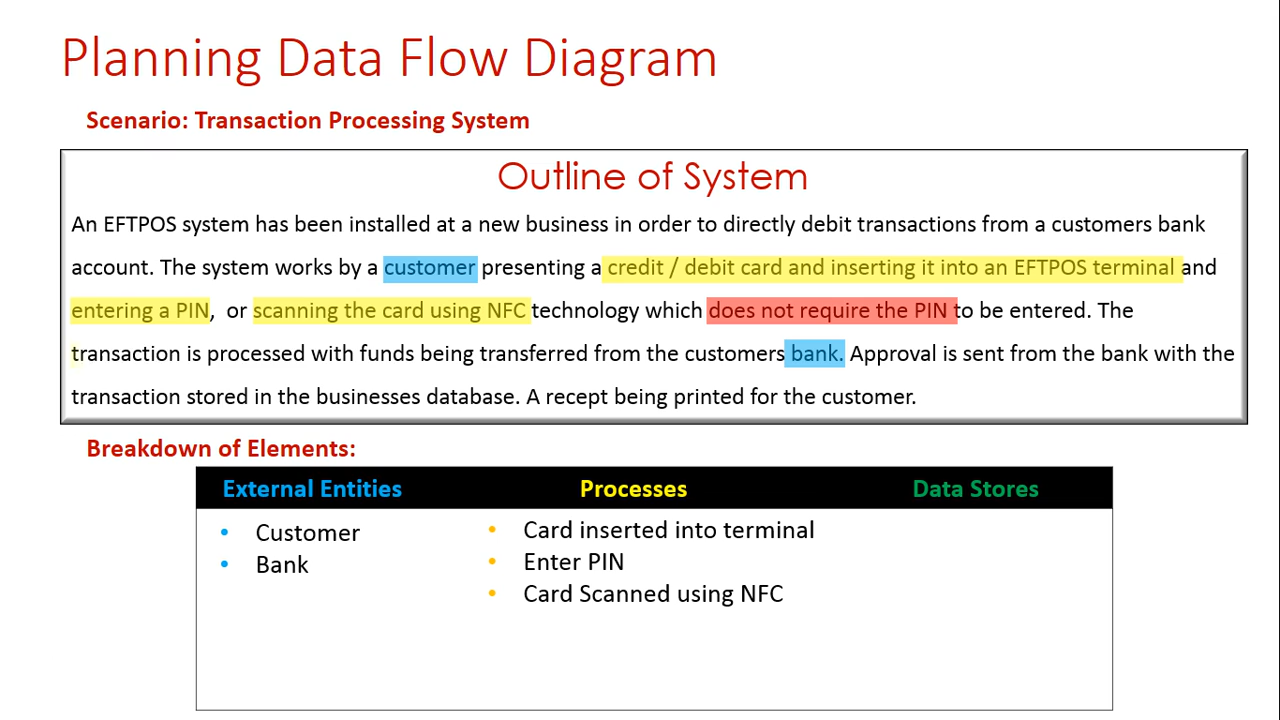 Planning Data Flow Diagram
Scenario: Transaction Processing System
Outline of System
An EFTPOS system has been installed at a new business in order to directly debit transactions from a customers bank
account. The system works by a customer presenting a credit / debit card and inserting it into an EFTPOS terminal and
entering a PIN, or scanning the card using NFC technology which does not require the PIN to be entered. The
transaction is processed with funds being transferred from the customers bank. Approval is sent from the bank with the
transaction stored in the businesses database. A recept being printed for the customer.
Breakdown of Elements:
External Entities Processes Data Stores
• Customer • Card inserted into terminal
• Bank • Enter PIN
• Card Scanned using NFC